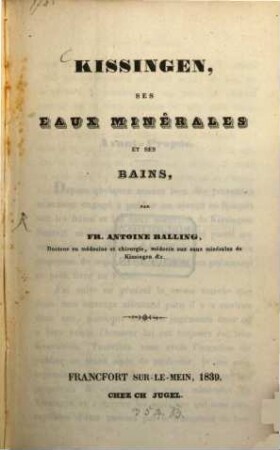 KISSINGEN,
SES
EAUX MINÉRALES
ET SES
BAINS,
PAR
FR. ANTOINE BALLING,
Docteur en médecine et chirurgie, médecin aux eaux minérales de
Kissingen &c.
FRANCFORT SUR-LE-MEIN, 1839.
CHEZ CH JUGEL.